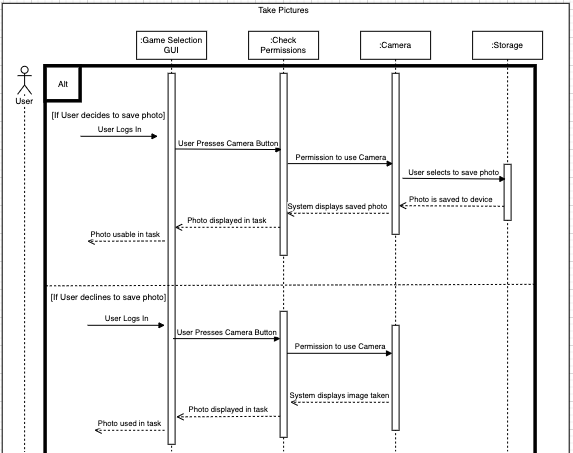 Take Pictures
:Game Selection
GUI
:Check
Permissions
:Camera
:Storage
User
Alt
[If User decides to save photo]
User Logs In
User Presses Camera Button
Permission to use Camera
User selects to save photo
Photo is saved to device
System displays saved photo
Photo displayed in task
Photo usable in task
[If User declines to save photo]
User Logs In
User Presses Camera Button
Permission to use Camera
System displays image taken
Photo displayed in task
Photo used in task